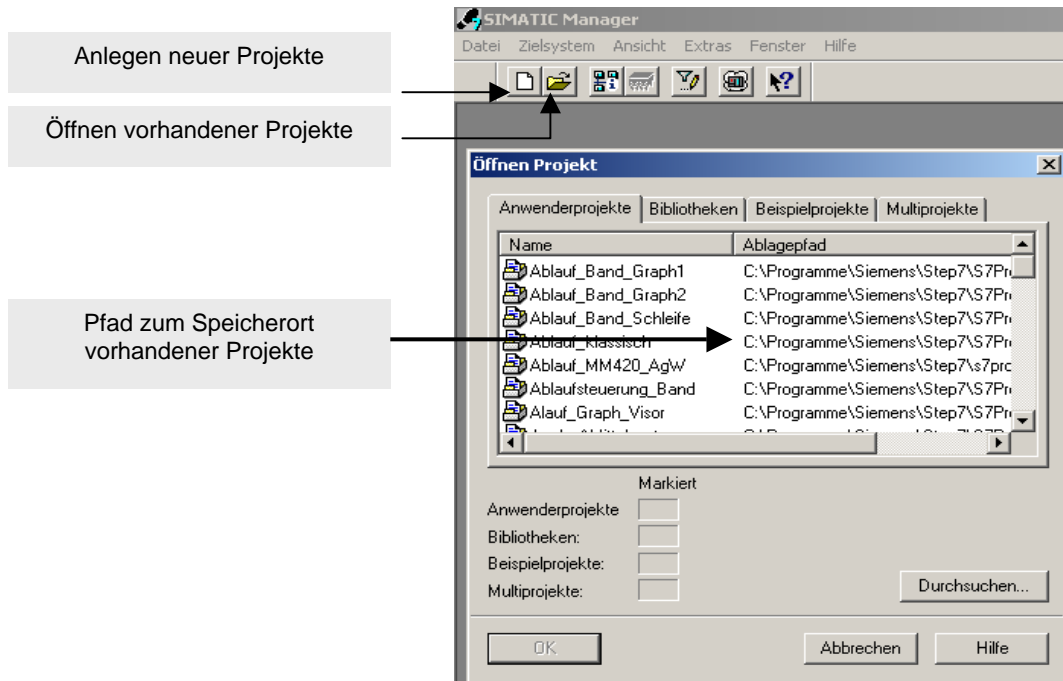 SIMATIC Manager
Datei Zielsystem Ansicht Extras Fenster Hilfe
Anlegen neuer Projekte
Öffnen vorhandener Projekte
Pfad zum Speicherort
vorhandener Projekte
Öffnen Projekt
Anwenderprojekte Bibliotheken Beispielprojekte Multiprojekte
Name Ablagepfad
Ablauf_Band_Graph1 C:\Programme\Siemens\Step7\S7Pr
Ablauf_Band_Graph2 C:\Programme\Siemens\Step7\S7Pr
Ablauf_Band_Schleife C:\Programme\Siemens\Step7\S7Pr
Ablauf_klassisch C:\Programme\Siemens\Step7\S7Pr
Ablauf_MM420_AgW C:\Programme\Siemens\Step7\s7pro
Ablaufsteuerung_Band C:\Programme\Siemens\Step7\S7Pr
Alauf_Graph_Visor C:\Programme\Siemens\Step7\S7Pr
Markiert
Anwenderprojekte
Bibliotheken:
Beispielprojekte:
Multiprojekte:
Durchsuchen...
OK Abbrechen Hilfe